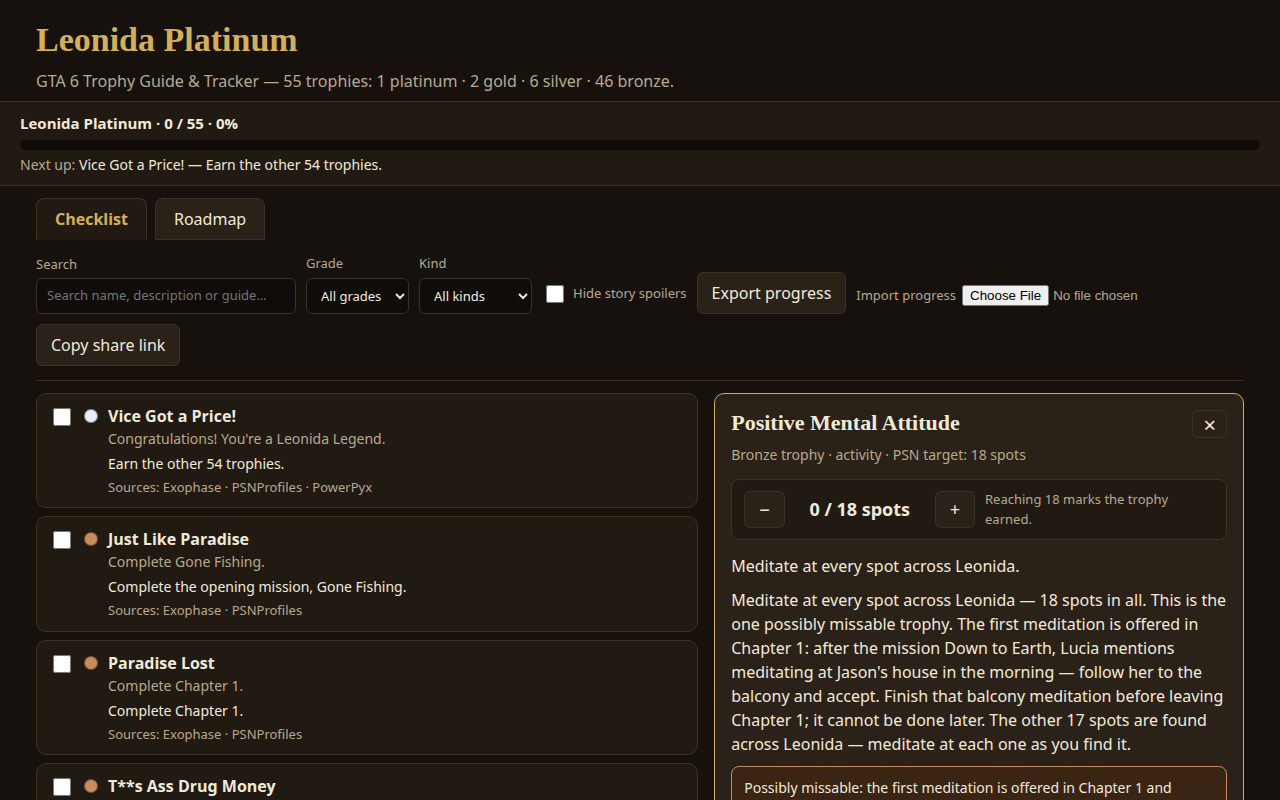 Leonida Platinum
GTA 6 Trophy Guide & Tracker — 55 trophies: 1 platinum · 2 gold · 6 silver · 46 bronze.
Leonida Platinum · 0 / 55 · 0%
Next up: Vice Got a Price! — Earn the other 54 trophies.
Checklist
Roadmap
Search
Grade
Kind
Search name, description or guide...
All grades
All kinds
Hide story spoilers
Export progress
Import progress
Choose File
No file chosen
Copy share link
Vice Got a Price!
Congratulations! You're a Leonida Legend.
Earn the other 54 trophies.
Sources: Exophase · PSNProfiles · PowerPyx
Just Like Paradise
Complete Gone Fishing.
Complete the opening mission, Gone Fishing.
Sources: Exophase · PSNProfiles
Paradise Lost
Complete Chapter 1.
Complete Chapter 1.
Sources: Exophase · PSNProfiles
T**s Ass Drug Money
Positive Mental Attitude
×
Bronze trophy · activity · PSN target: 18 spots
−
0 / 18 spots
+
Reaching 18 marks the trophy
earned.
Meditate at every spot across Leonida.
Meditate at every spot across Leonida — 18 spots in all. This is the
one possibly missable trophy. The first meditation is offered in
Chapter 1: after the mission Down to Earth, Lucia mentions
meditating at Jason's house in the morning — follow her to the
balcony and accept. Finish that balcony meditation before leaving
Chapter 1; it cannot be done later. The other 17 spots are found
across Leonida — meditate at each one as you find it.
Possibly missable: the first meditation is offered in Chapter 1 and